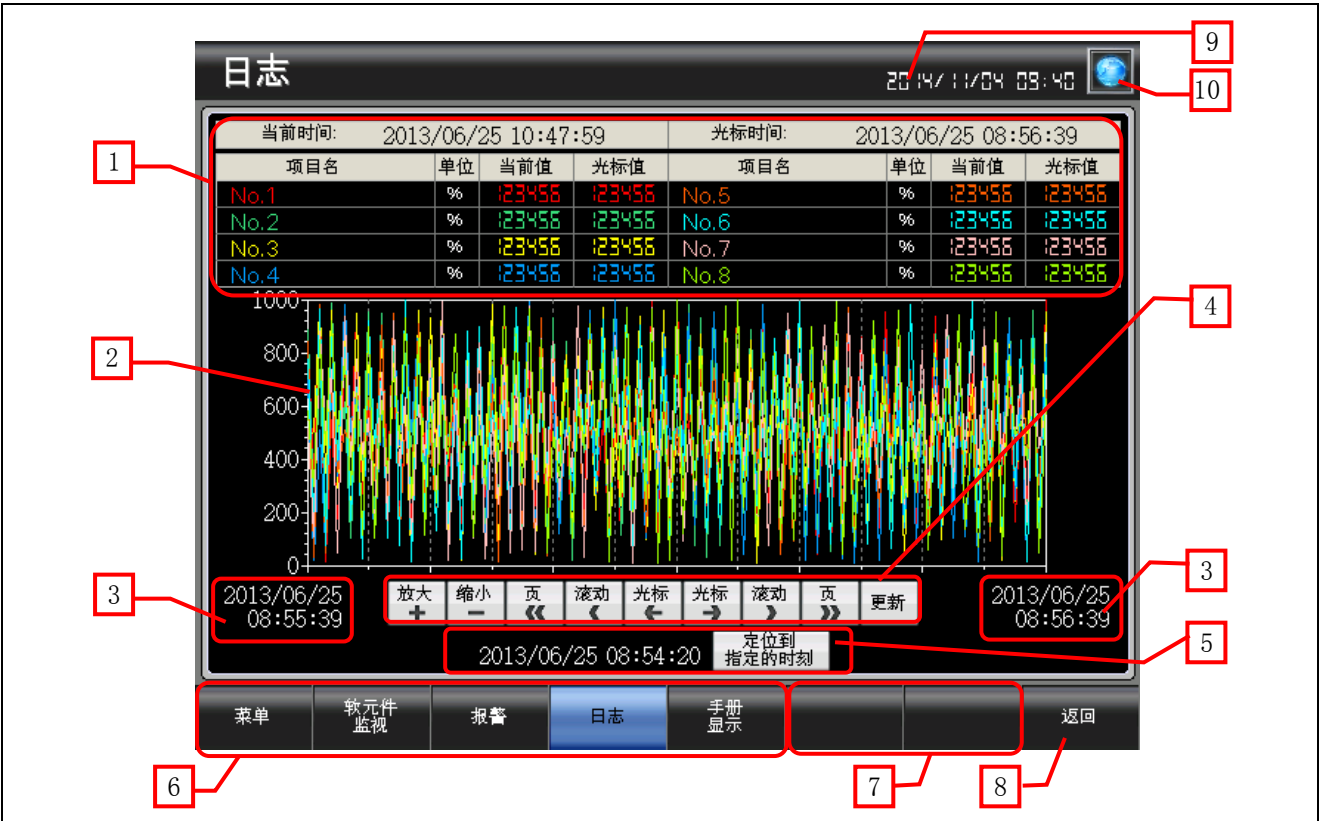 9
日志
2014/11/04 09:40
10
当前时间: 2013/06/25 10:47:59 光标时间: 2013/06/25 08:56:39
1
项目名 单位 当前值 光标值 项目名 单位 当前值 光标值
No.1 % 123456 123456 No.5 % 123456 123456
No.2 % 123456 123456 No.6 % 123456 123456
No.3 % 123456 123456 No.7 % 123456 123456
No.4 % 123456 123456 No.8 % 123456 123456
4
1000
2
800
600
400
200
0
3
2013/06/25
08:55:39
放大 缩小 页 滚动 光标 光标 滚动 页 更新
2013/06/25
08:56:39
3
2013/06/25 08:54:20
定位到
指定的时刻
5
菜单
软元件
监视
报警
日志
手册
显示
返回
6
7
8